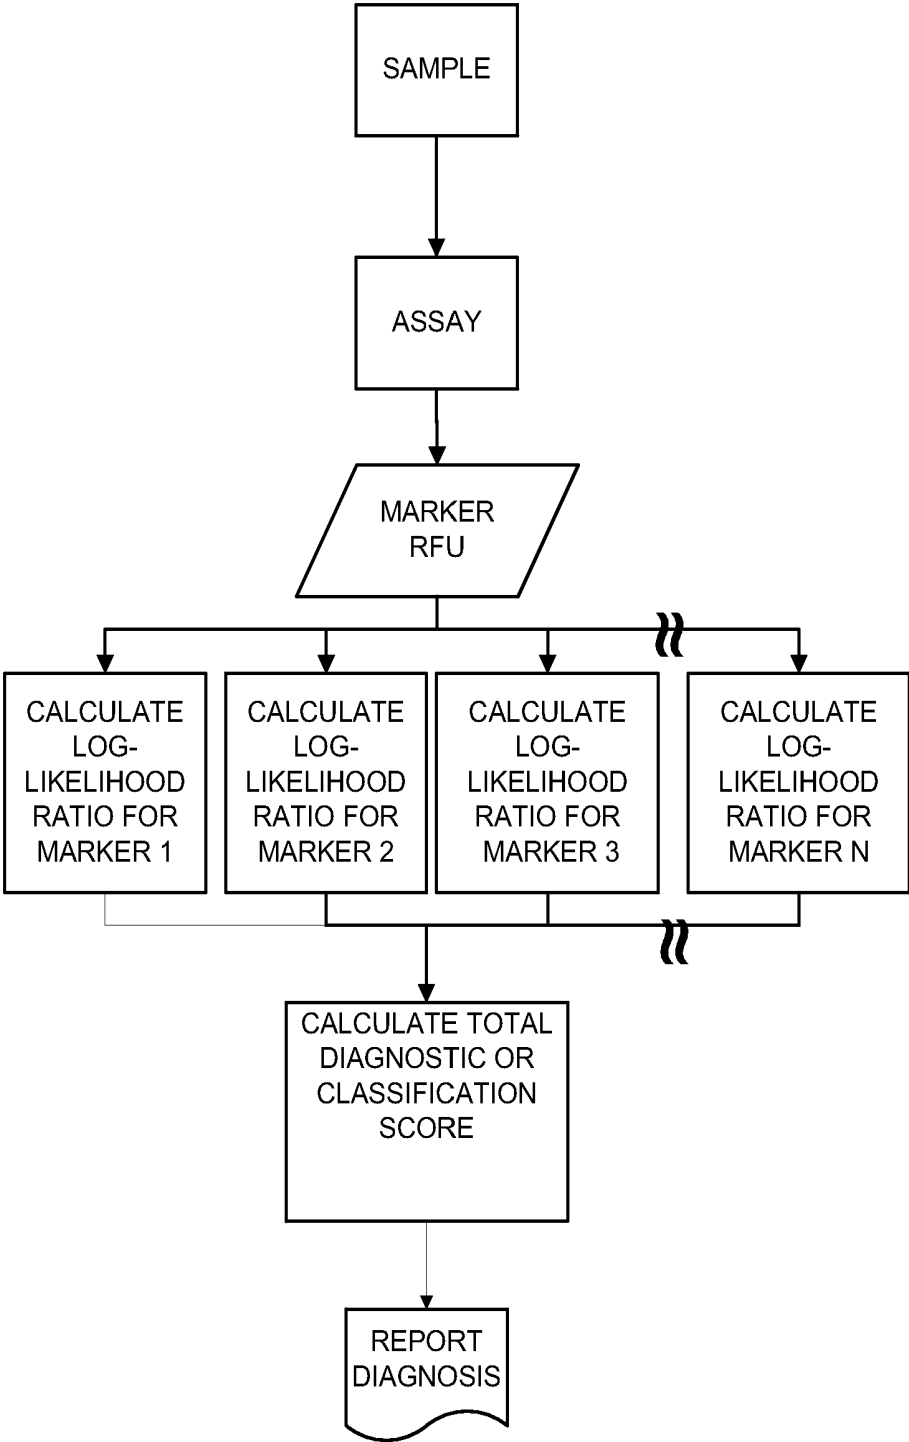 SAMPLE
ASSAY
MARKER
RFU
CALCULATE
LOG-
LIKELIHOOD
RATIO FOR
MARKER 1
CALCULATE
LOG-
LIKELIHOOD
RATIO FOR
MARKER 2
CALCULATE
LOG-
LIKELIHOOD
RATIO FOR
MARKER 3
CALCULATE
LOG-
LIKELIHOOD
RATIO FOR
MARKER N
CALCULATE TOTAL
DIAGNOSTIC OR
CLASSIFICATION
SCORE
REPORT
DIAGNOSIS